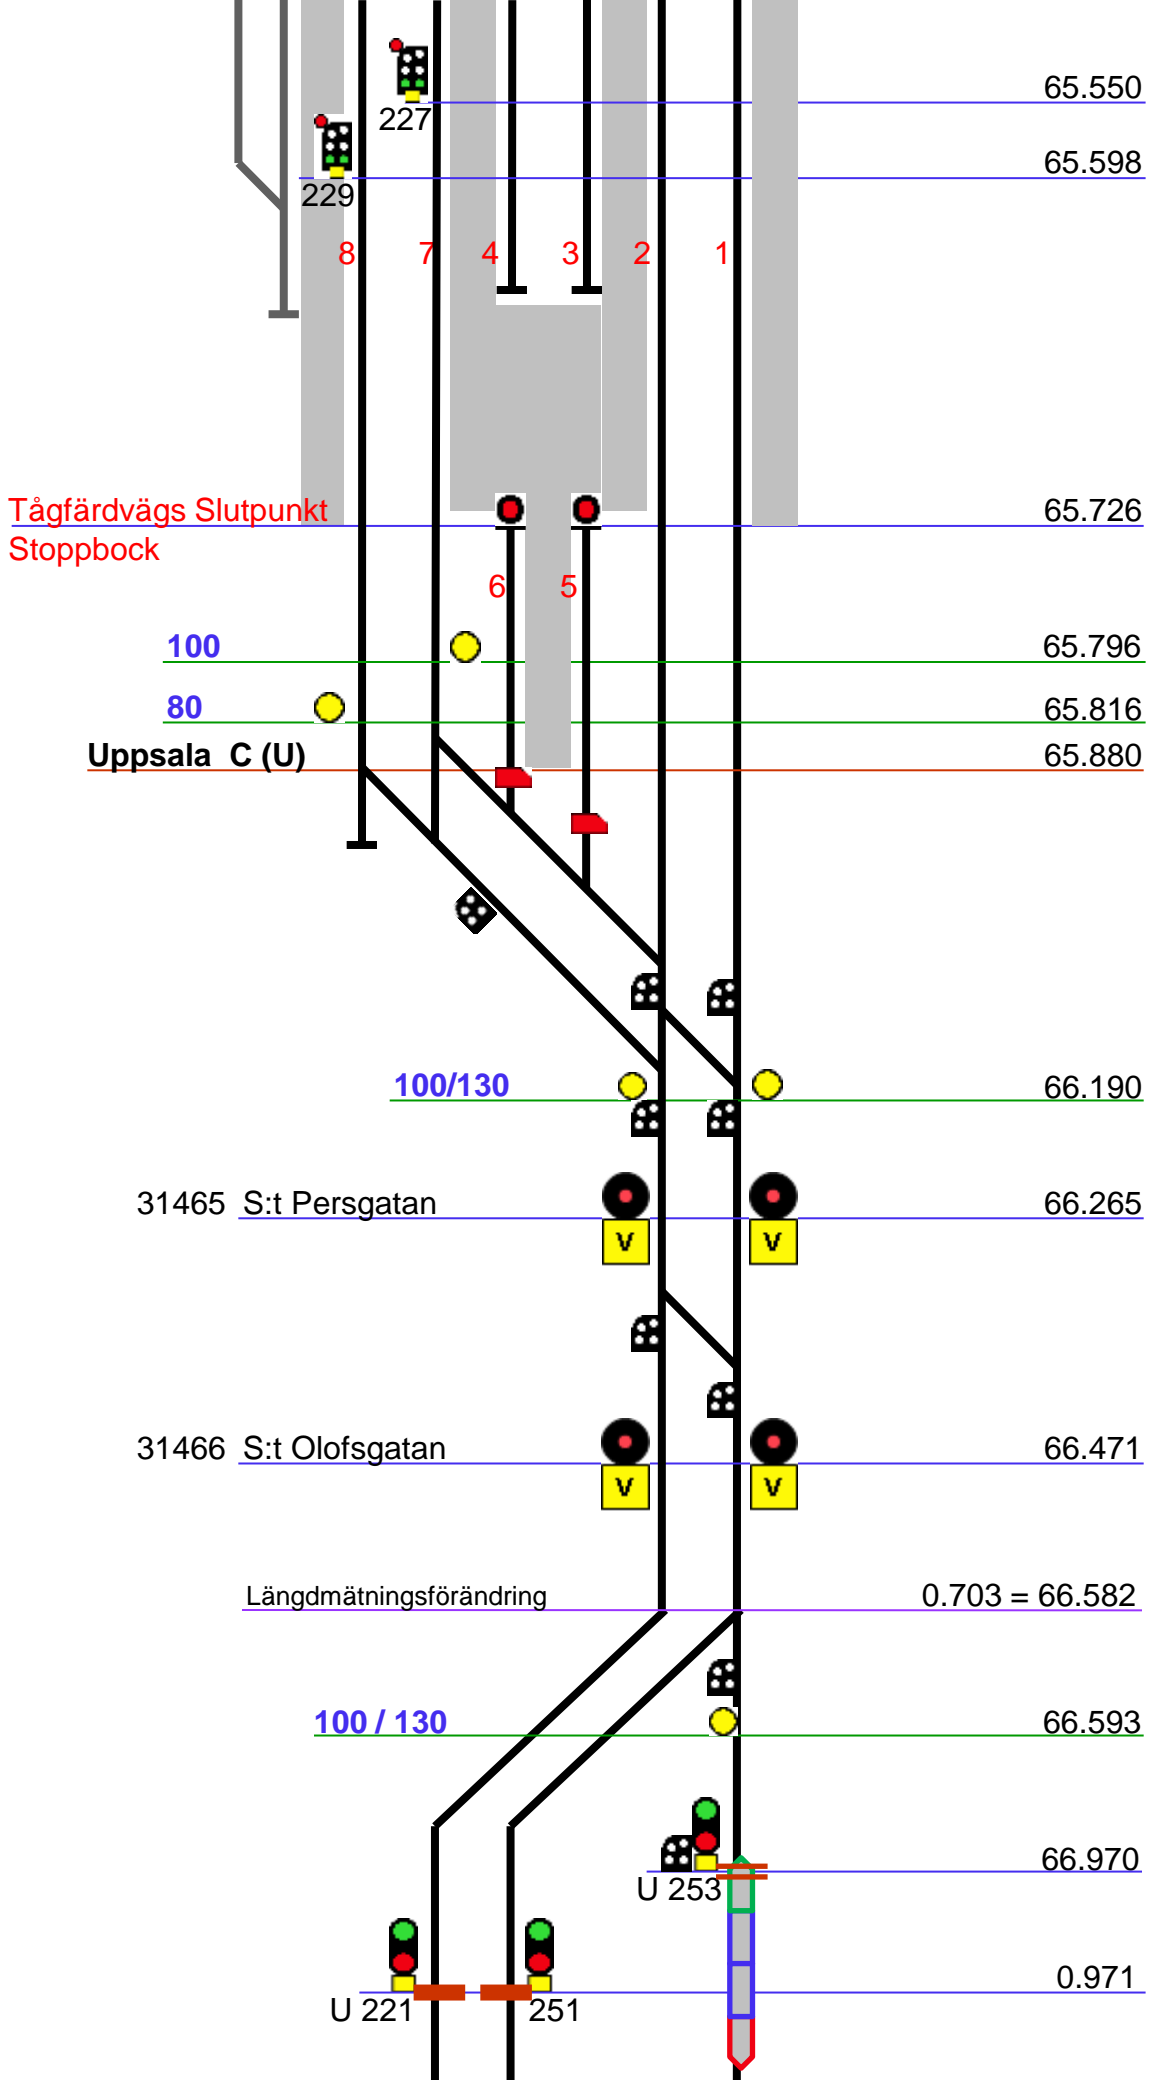 65.550
227
65.598
229
8 7 4 3 2 1
Tågfärdvägs Slutpunkt 65.726
Stoppbock
6 5
100 65.796
80 65.816
Uppsala C (U) 65.880
100/130 66.190
31465 S:t Persgatan 66.265
V V
31466 S:t Olofsgatan 66.471
V V
Längdmätningsförändring 0.703 = 66.582
100 / 130 66.593
66.970
U 253
0.971
U 221 251